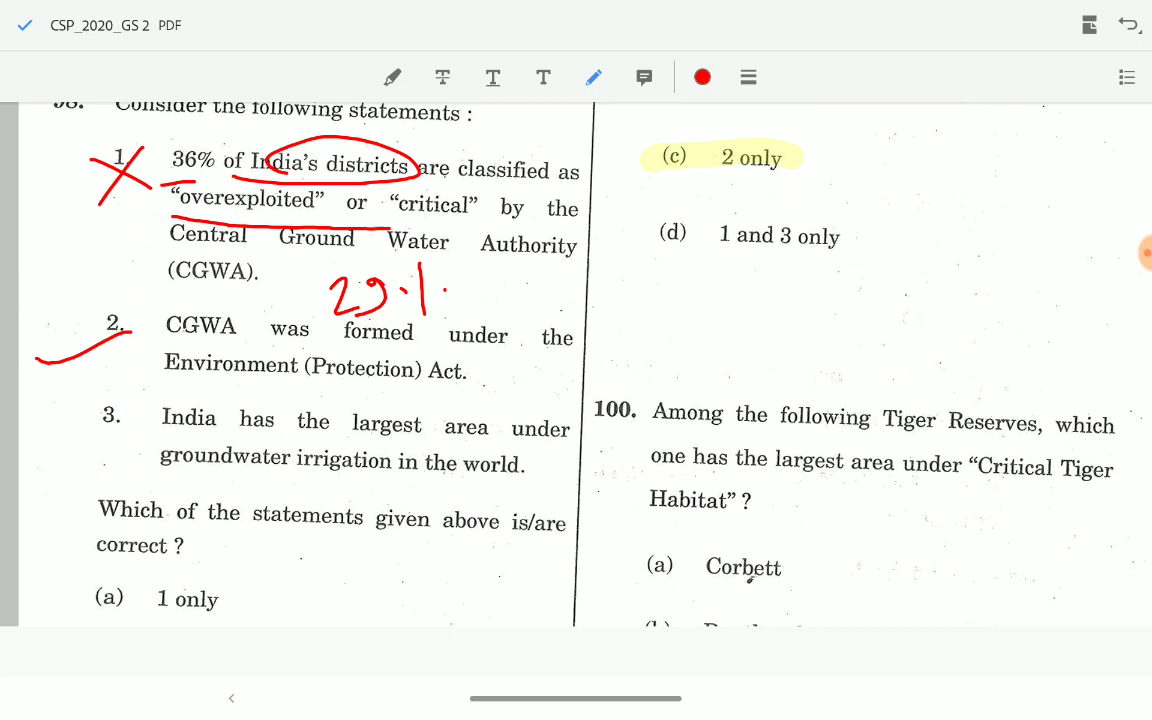 CSP_2020_GS 2 PDF
Consider the following statements :
1. 36% of India's districts are classified as
"overexploited" or "critical" by the
Central Ground Water Authority
(CGWA).
29.1.
2. CGWA was formed under the
Environment (Protection) Act.
3. India has the largest area under
groundwater irrigation in the world.
Which of the statements given above is/are
correct ?
(a) 1 only
(c) 2 only
(d) 1 and 3 only
100. Among the following Tiger Reserves, which
one has the largest area under "Critical Tiger
Habitat" ?
(a) Corbett